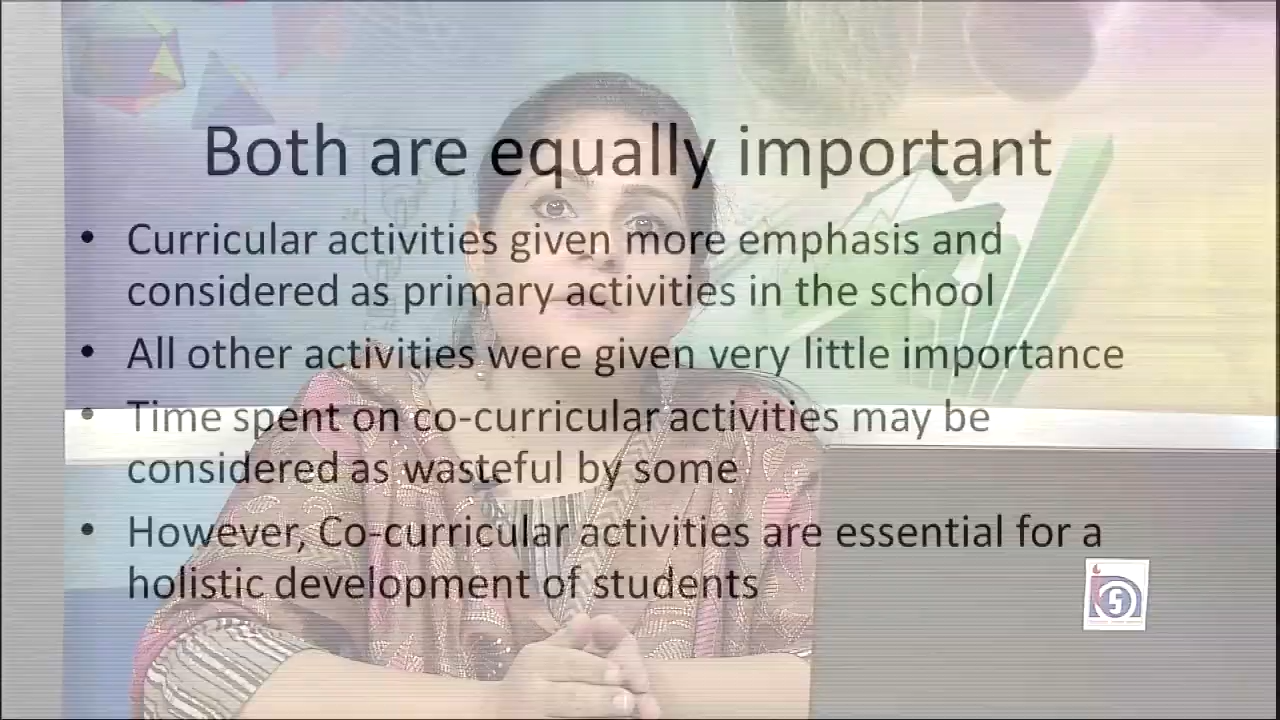 Both are equally important
• Curricular activities given more emphasis and
considered as primary activities in the school
• All other activities were given very little importance
• Time spent on co-curricular activities may be
considered as wasteful by some
• However, Co-curricular activities are essential for a
holistic development of students